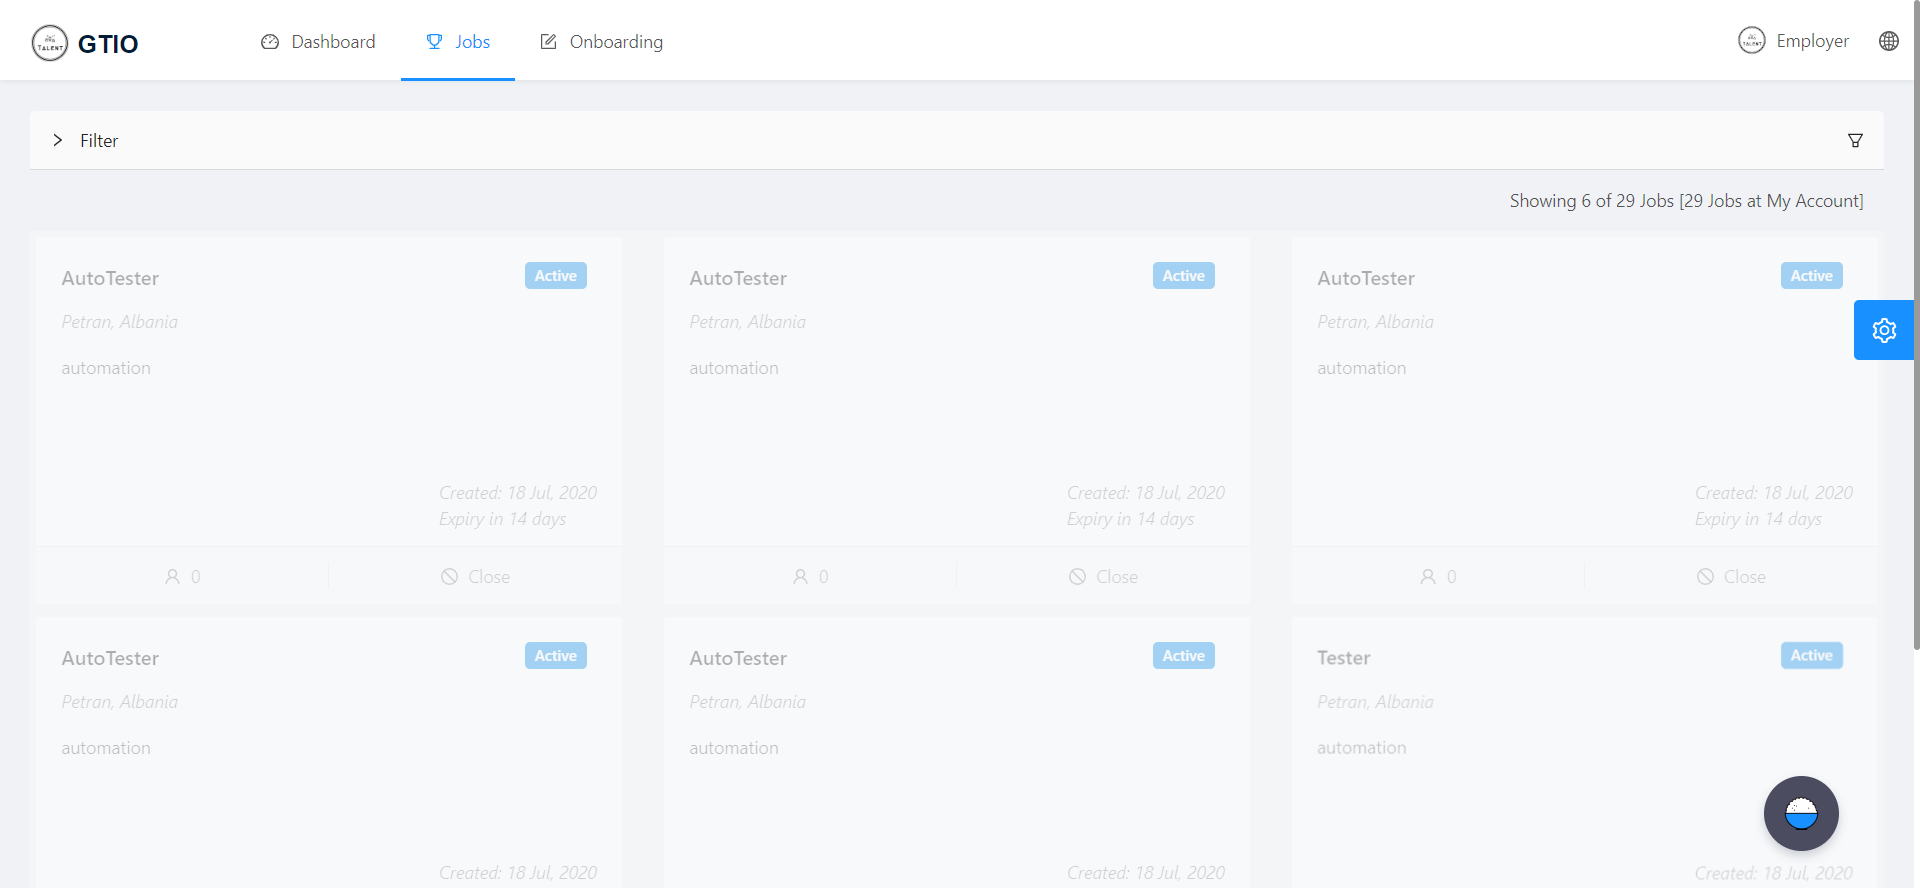 TALENT GTIO Dashboard Jobs Onboarding TALENT Employer
Filter
Showing 6 of 29 Jobs [29 Jobs at My Account]
AutoTester Active
Petran, Albania
automation
Created: 18 Jul, 2020
Expiry in 14 days
0 Close
AutoTester Active
Petran, Albania
automation
Created: 18 Jul, 2020
Expiry in 14 days
0 Close
AutoTester Active
Petran, Albania
automation
Created: 18 Jul, 2020
Expiry in 14 days
0 Close
AutoTester Active
Petran, Albania
automation
Created: 18 Jul, 2020
AutoTester Active
Petran, Albania
automation
Created: 18 Jul, 2020
Tester Active
Petran, Albania
automation
Created: 18 Jul, 2020